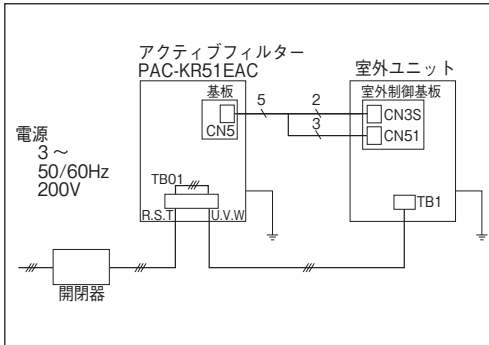 アクティブフィルター
PAC-KR51EAC
基板
CN5
5
2
3
室外ユニット
室外制御基板
CN3S
CN51
電源
3～
50/60Hz
200V
TB01
R.S.T
U.V.W
TB1
開閉器